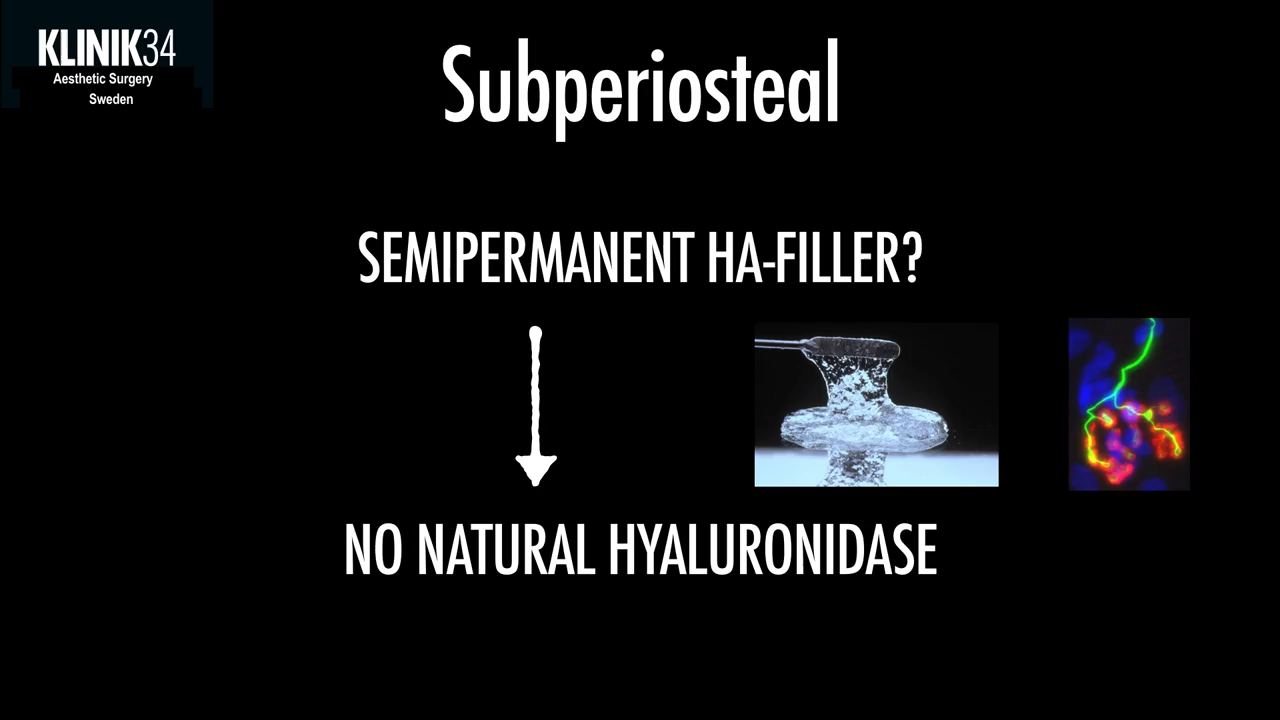 KLINIK34
Aesthetic Surgery
Sweden
Subperiosteal
SEMIPERMANENT HA-FILLER?
NO NATURAL HYALURONIDASE